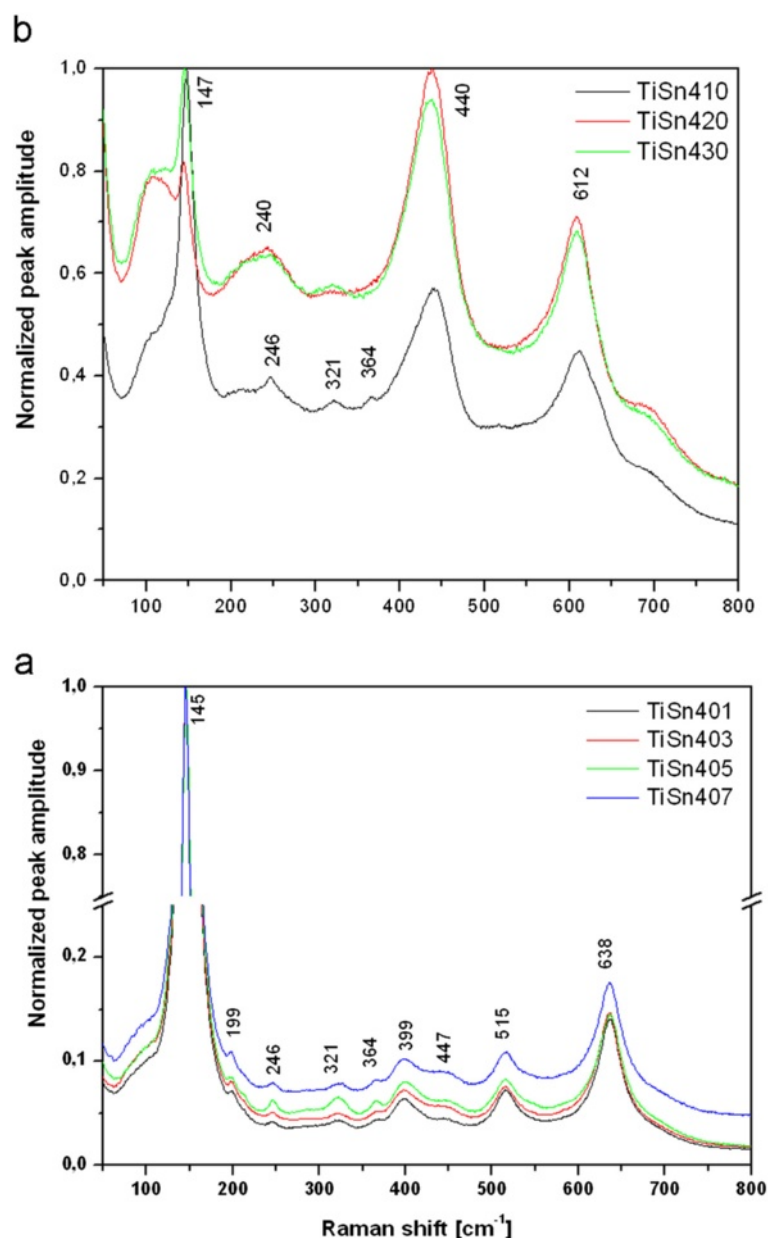 b
Normalized peak amplitude
1,0
0,8
0,6
0,4
0,2
0,0
147
240
246
321
364
440
612
TiSn410
TiSn420
TiSn430
100 200 300 400 500 600 700 800
a
Normalized peak amplitude
1,0
0,9
0,8
0,2
0,1
0,0
145
199
246
321
364
399
447
515
638
TiSn401
TiSn403
TiSn405
TiSn407
100 200 300 400 500 600 700 800
Raman shift [cm⁻¹]